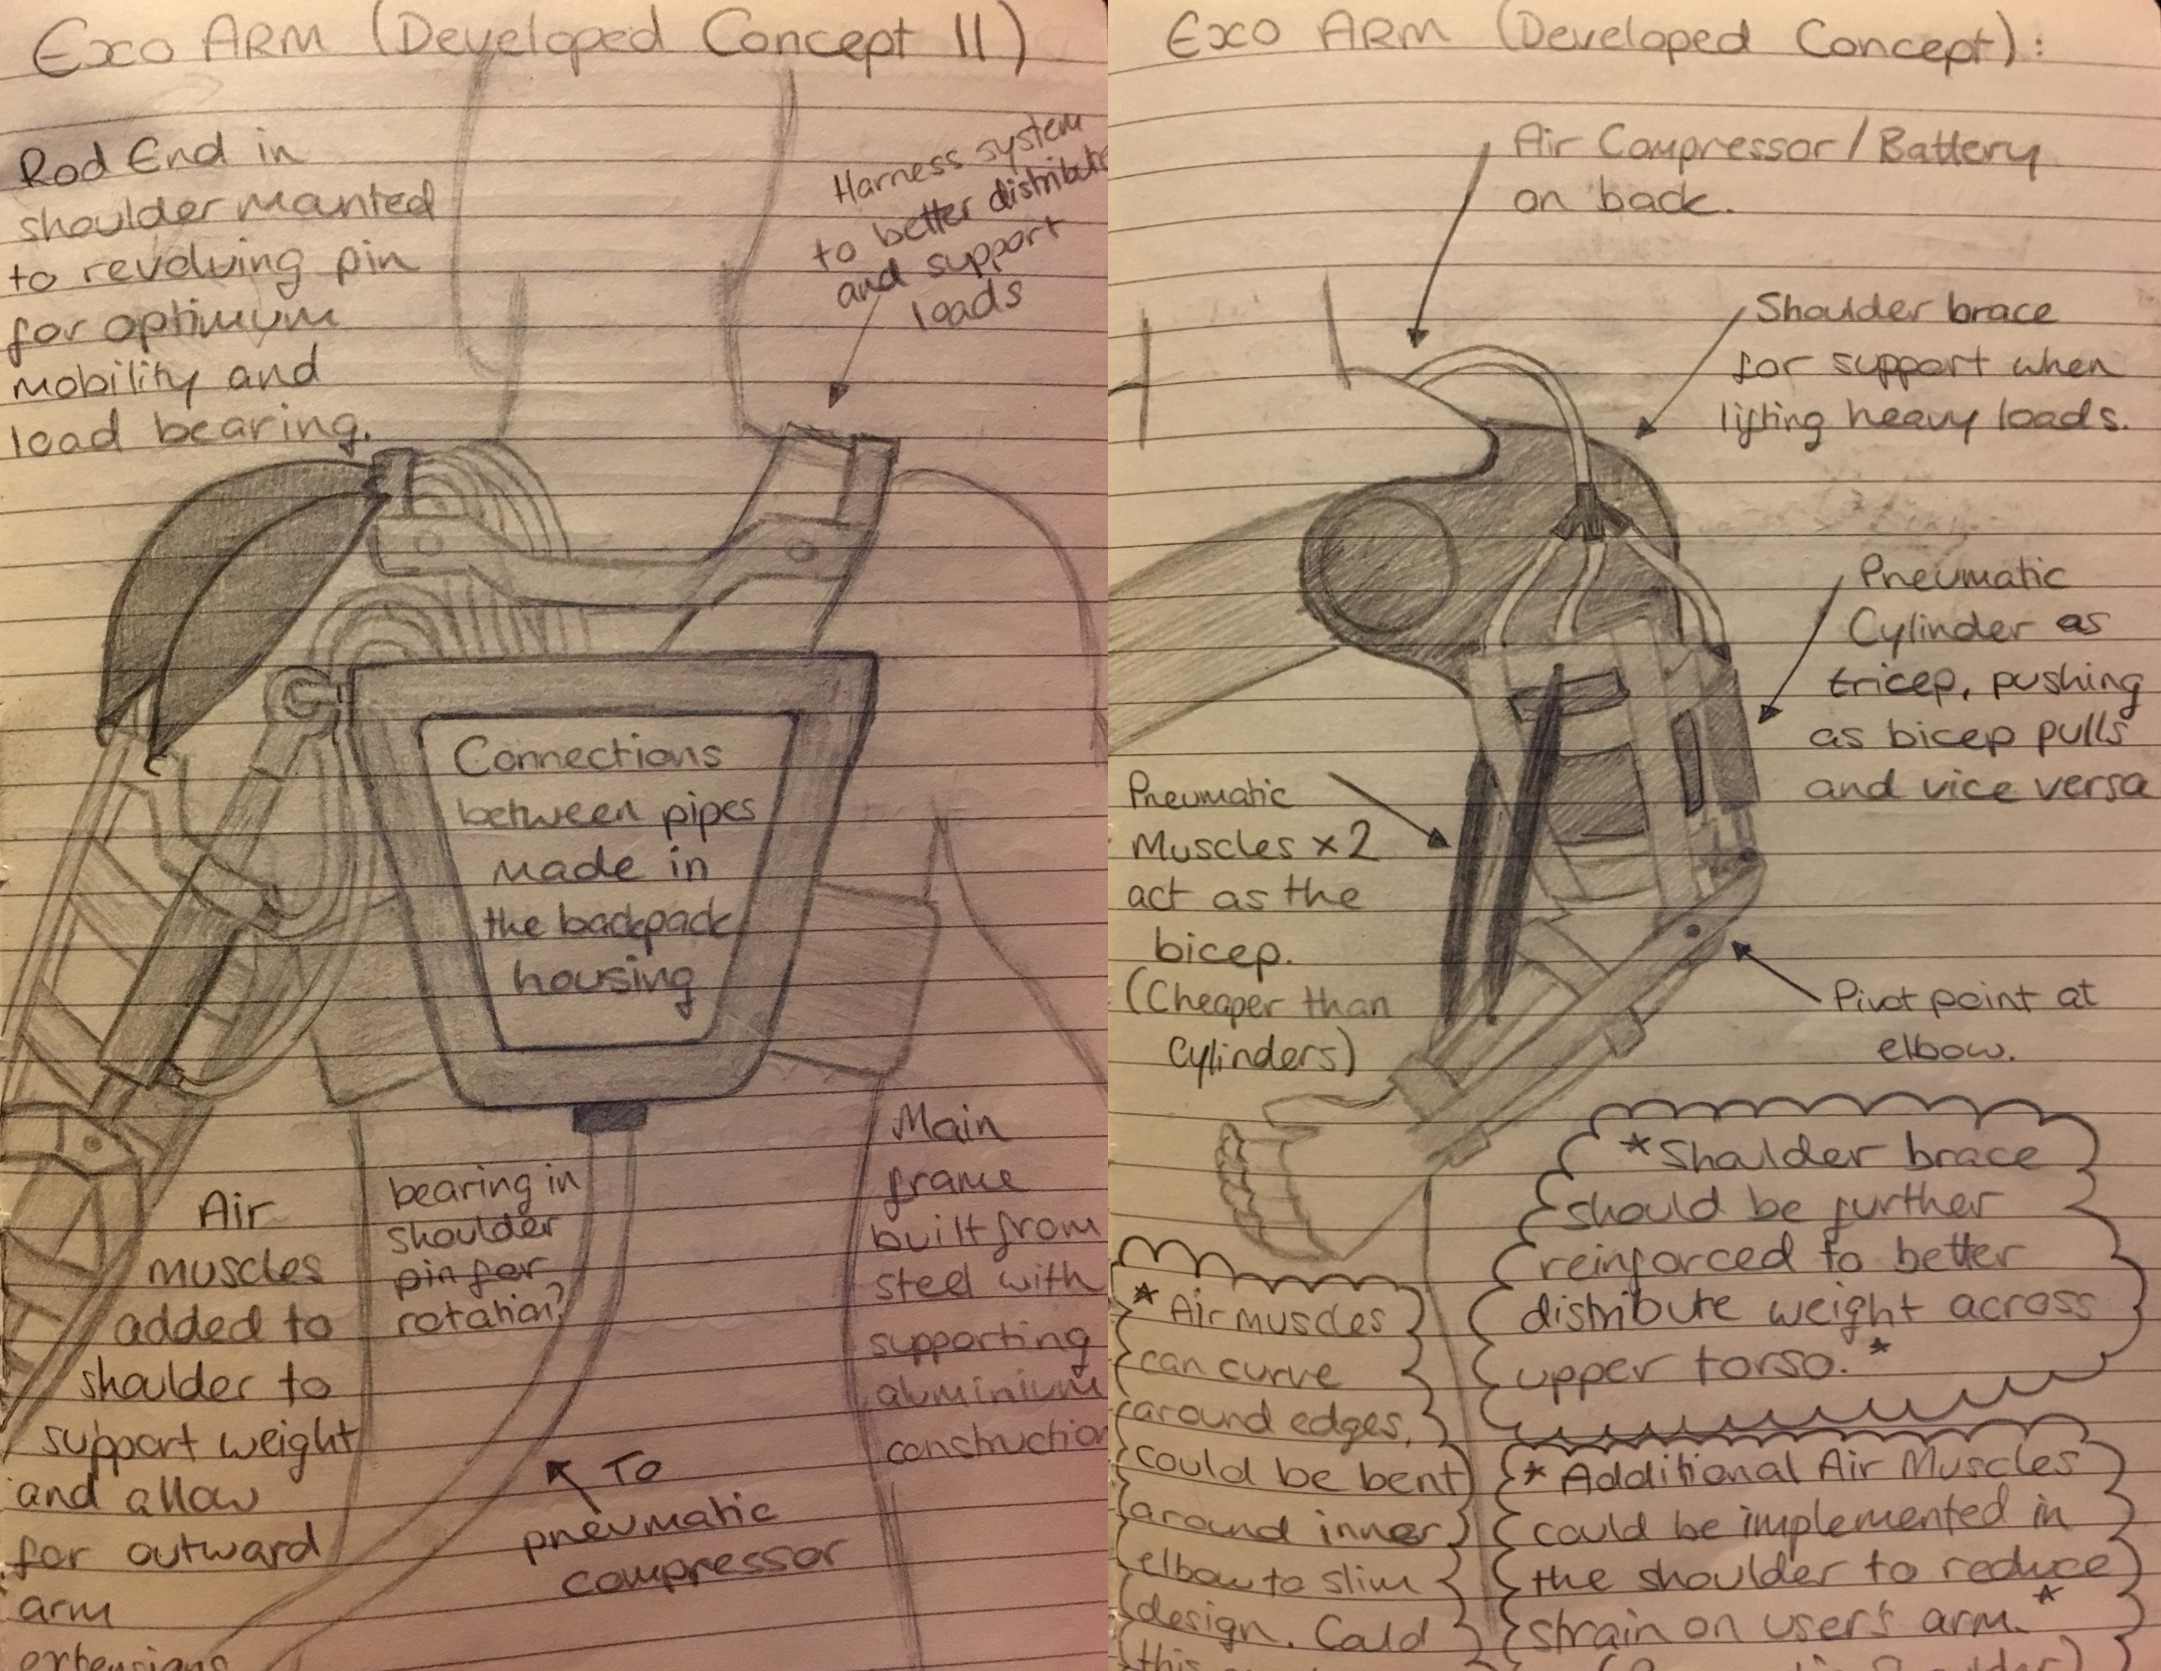 Exo ARM (Developed Concept II)
Rod End in
shoulder mounted
to revolving pin
for optimum
mobility and
load bearing.
Harness system
to better distribute
and support
loads
Connections
between pipes
made in
the backpack
housing
Air
muscles
added to
shoulder to
support weight
and allow
for outward
arm
extensions
bearing in
shoulder
pin for
rotation?
Main
frame
built from
steel with
supporting
aluminium
construction
To
pneumatic
compressor
Exo ARM (Developed Concept):
Air Compressor / Battery
on back.
Shoulder brace
for support when
lifting heavy loads.
Pneumatic
Cylinder as
tricep, pushing
as bicep pulls
and vice versa
Pneumatic
Muscles x2
act as the
bicep.
(Cheaper than
Cylinders)
Pivot point at
elbow.
*Shoulder brace
should be further
reinforced to better
distribute weight across
upper torso.*
* Air muscles
can curve
around edges,
could be bent
around inner
elbow to slim
design. Could
this
* Additional Air Muscles
could be implemented in
the shoulder to reduce
strain on user's arm.*